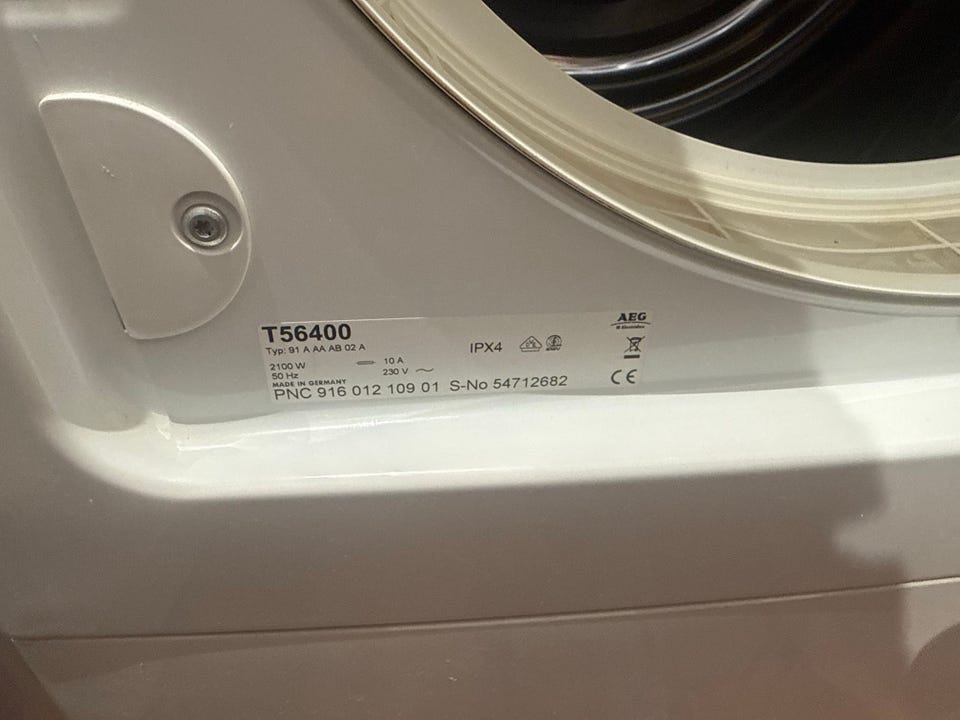 T56400
Typ: 91 A AA AB 02 A
2100 W
10 A
50 Hz
230 V
MADE IN GERMANY
PNC 916 012 109 01 S-No 54712682
IPX4
AEG
Electrolux
CE